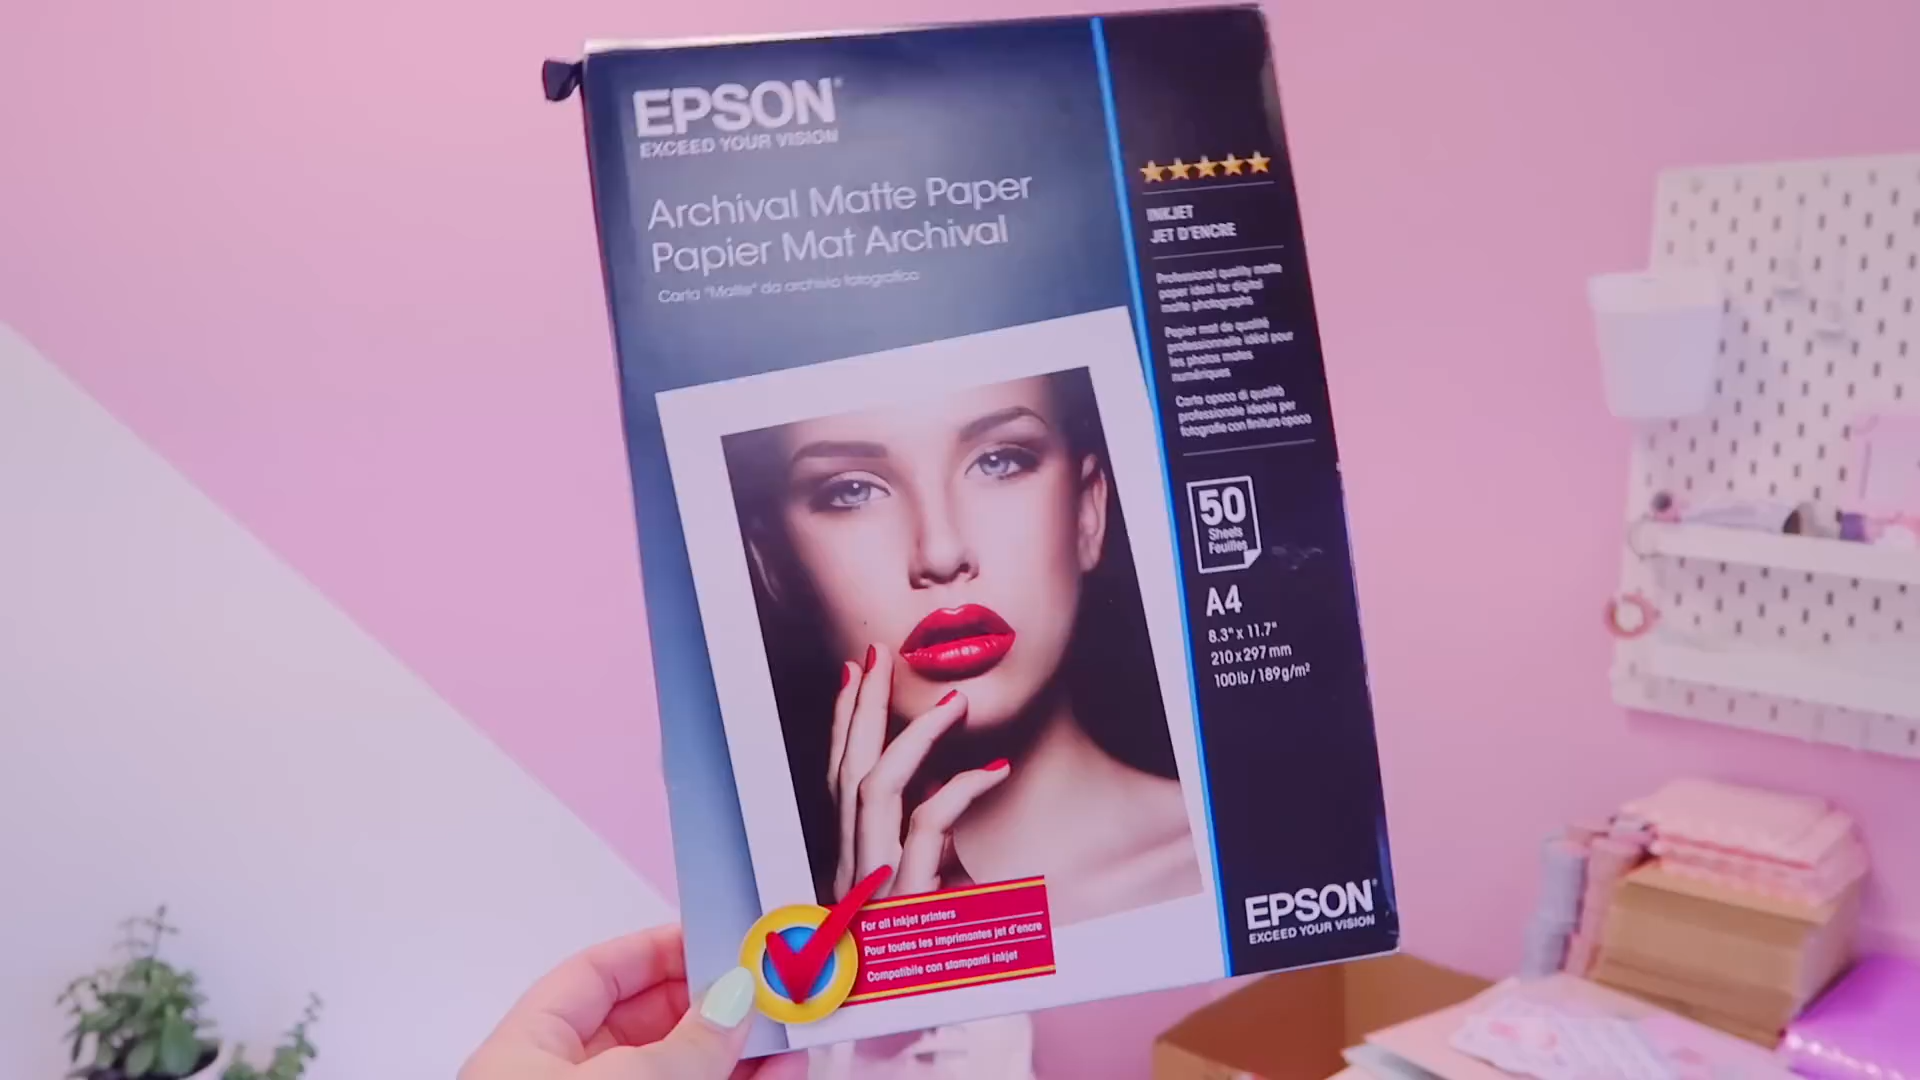 EPSON
EXCEED YOUR VISION
Archival Matte Paper
Papier Mat Archival
Carta "Matte" da archivio fotografico
INKJET
JET D'ENCRE
Professional quality matte
paper ideal for digital
matte photographs
Papier mat de qualité
professionnelle idéal pour
les photos mates
numériques
Carta opaca di qualità
professionale ideale per
fotografie con finitura opaca
50
Sheets
Feuilles
A4
8.3" x 11.7"
210 x 297 mm
100lb / 189g/m²
For all inkjet printers
Pour toutes les imprimantes jet d'encre
Compatibile con stampanti inkjet
EPSON
EXCEED YOUR VISION